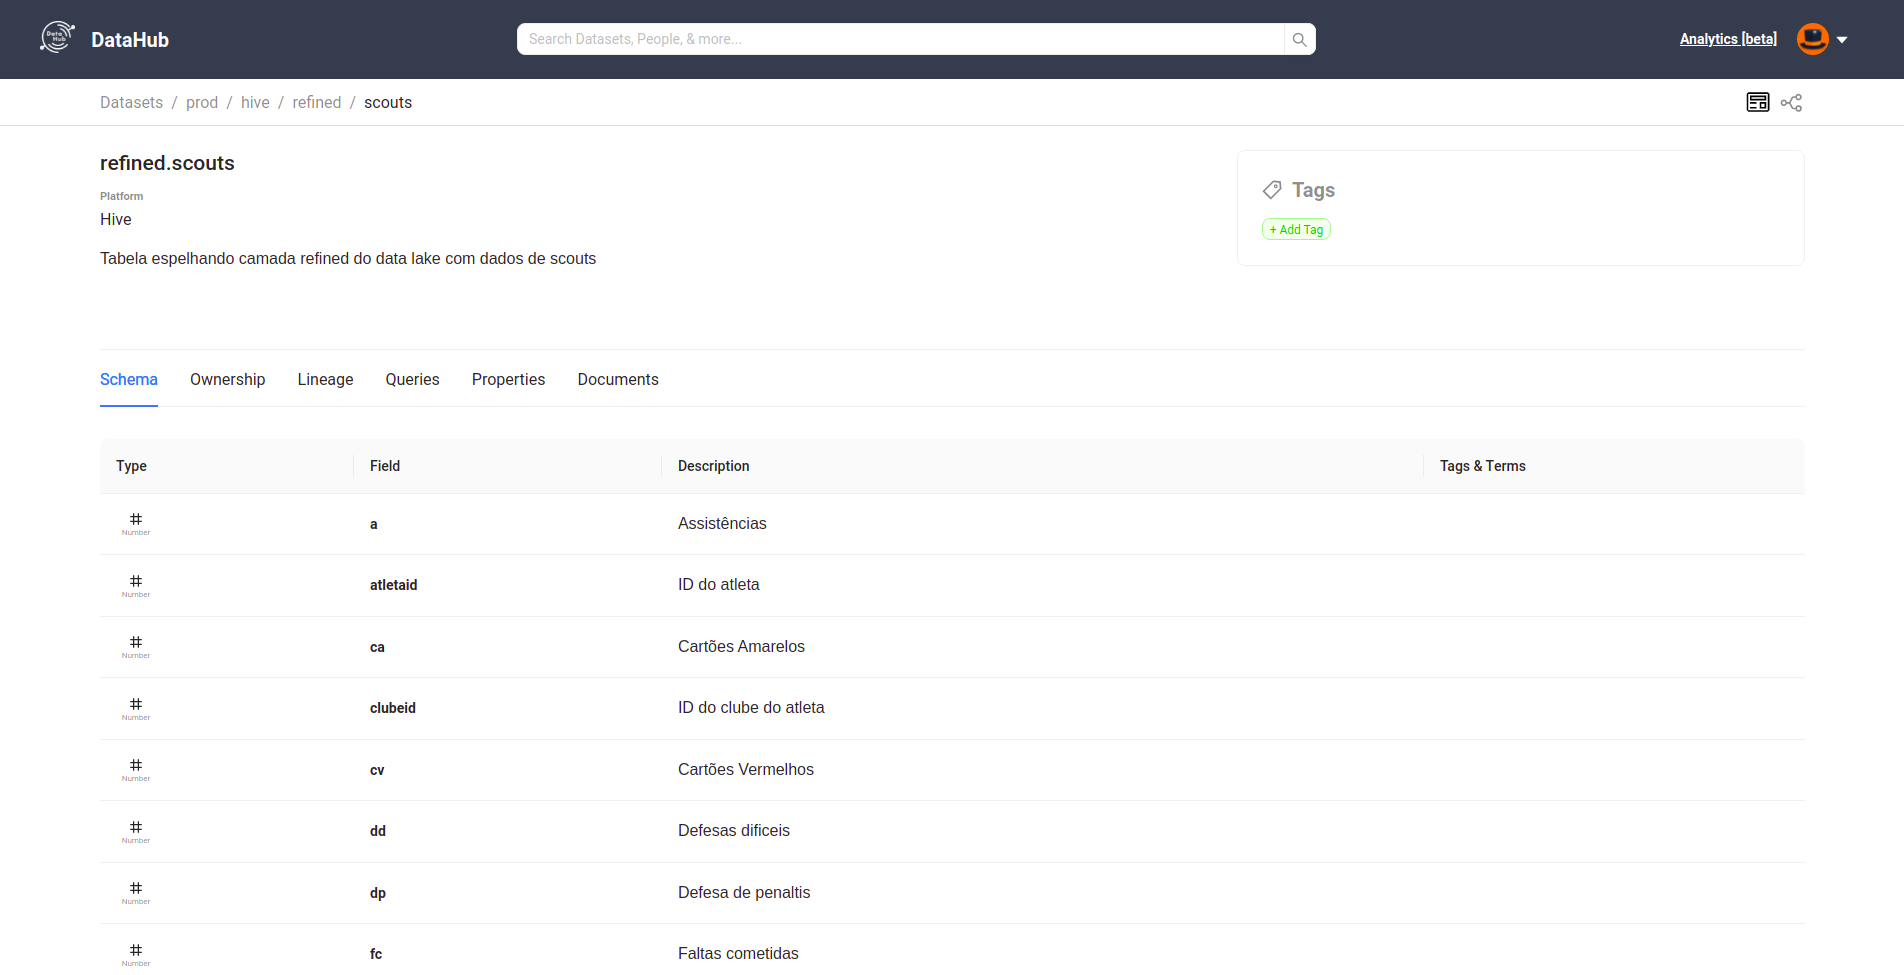 Data Hub
DataHub
Search Datasets, People, & more...
Analytics [beta]
Datasets / prod / hive / refined / scouts
refined.scouts
Platform
Hive
Tabela espelhando camada refined do data lake com dados de scouts
Tags
+ Add Tag
Schema Ownership Lineage Queries Properties Documents
Type Field Description Tags & Terms
Number a Assistências
Number atletaid ID do atleta
Number ca Cartões Amarelos
Number clubeid ID do clube do atleta
Number cv Cartões Vermelhos
Number dd Defesas dificeis
Number dp Defesa de penaltis
Number fc Faltas cometidas